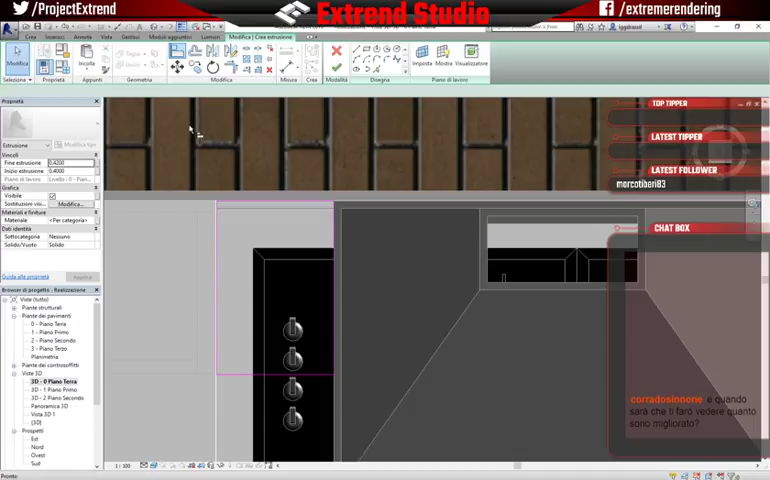 /ProjectExtrend
Extrend Studio
/extremerendering
Crea
Inserisci
Gestisci
Moduli aggiuntivi
Lumion
Modifica | Crea estrusione
Modifica
Incolla
Imposta
Mostra
Visualizzatore
Seleziona
Proprietà
Appunti
Geometria
Modifica
Misura
Crea
Modalità
Disegna
Piano di lavoro
Proprietà
Estrusione
Modifica tipo
Vincoli
Fine estrusione 0.4200
Inizio estrusione 0.4000
Piano di lavoro
Grafica
Visibile
Sostituzioni visi... Modifica...
Materiali e finiture
Materiale <Per categoria>
Dati identità
Sottocategoria Nessuno
Solido/Vuoto Solido
Guida alle proprietà
Applica
Browser di progetto - Realizzazione
Viste (tutto)
Piante strutturali
Piante dei pavimenti
0 - Piano Terra
1 - Piano Primo
2 - Piano Secondo
3 - Piano Terzo
Planimetria
Piante dei controsoffitti
Viste 3D
3D - 0 Piano Terra
3D - 1 Piano Primo
3D - 2 Piano Secondo
Panoramica 3D
Vista 3D 1
{3D}
Prospetti
Est
Nord
Ovest
Sud
1 : 100
Pronto
TOP TIPPER
LATEST TIPPER
LATEST FOLLOWER
marcotiberi83
CHAT BOX
corradosinnone e quando
sarà che ti farò vedere quanto
sono migliorato?